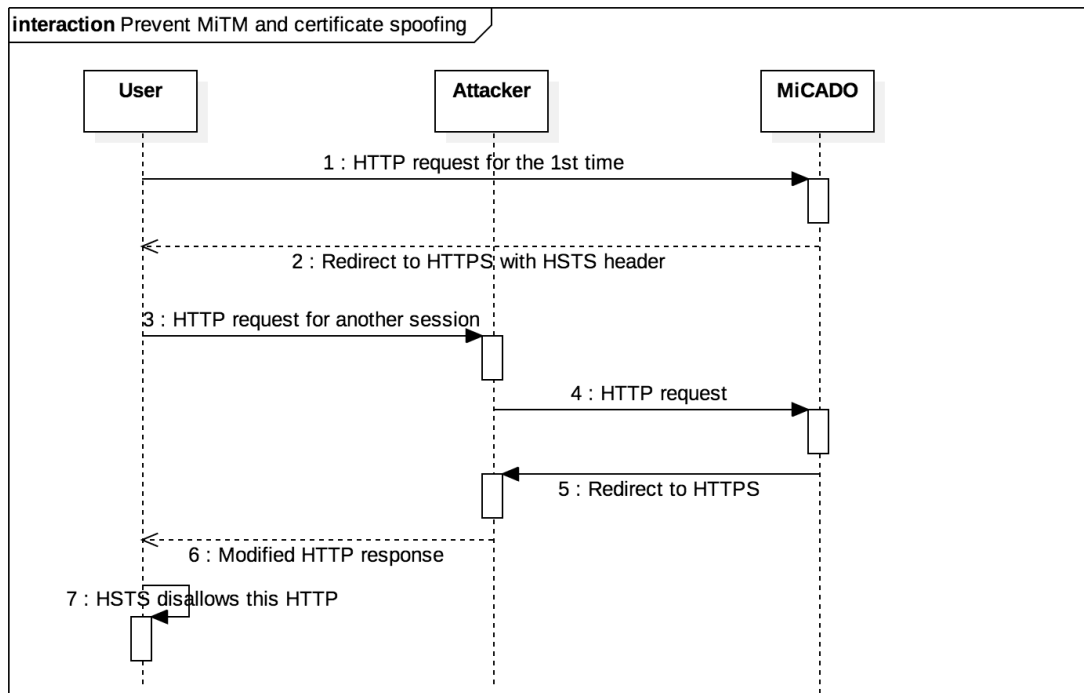 interaction Prevent MiTM and certificate spoofing
User
Attacker
MiCADO
1 : HTTP request for the 1st time
2 : Redirect to HTTPS with HSTS header
3 : HTTP request for another session
4 : HTTP request
5 : Redirect to HTTPS
6 : Modified HTTP response
7 : HSTS disallows this HTTP